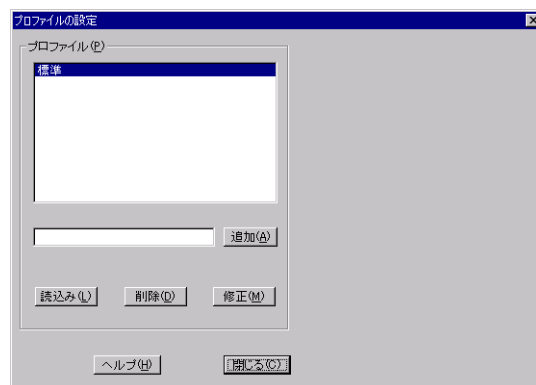 プロファイルの設定
プロファイル(P)
標準
追加(A)
読込み(L) 削除(D) 修正(M)
ヘルプ(H) 閉じる(C)